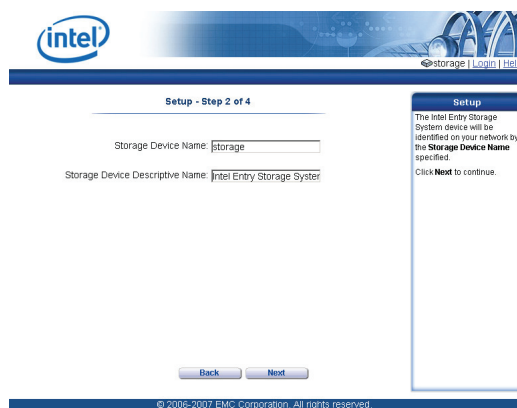 intel
storage | Login | Hel
Setup - Step 2 of 4
Storage Device Name: storage
Storage Device Descriptive Name: Intel Entry Storage Syster
Back
Next
Setup
The Intel Entry Storage
System device will be
identified on your network by
the Storage Device Name
specified.
Click Next to continue.
© 2006-2007 EMC Corporation. All rights reserved.